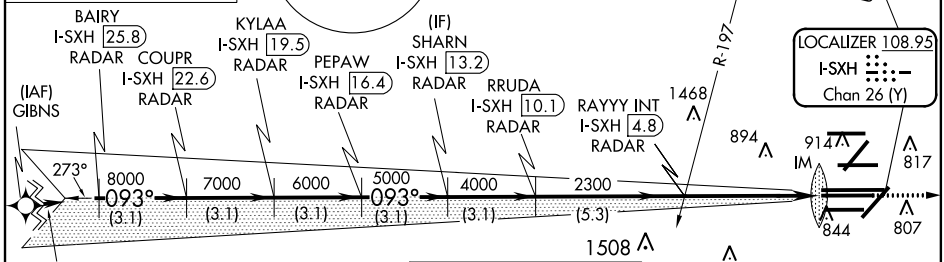 BAIRY
I-SXH 25.8
RADAR
COUPR
I-SXH 22.6
RADAR
KYLAA
I-SXH 19.5
RADAR
PEPAW
I-SXH 16.4
RADAR
(IF)
SHARN
I-SXH 13.2
RADAR
RRUDA
I-SXH 10.1
RADAR
RAYYY INT
I-SXH 4.8
RADAR
R-197
LOCALIZER 108.95
I-SXH
Chan 26 (Y)
(IAF)
GIBNS
1468
894
914
IM
817
273°
8000
7000
6000
5000
4000
2300
093°
093°
(3.1)
(3.1)
(3.1)
(3.1)
(3.1)
(5.3)
844
807
1508